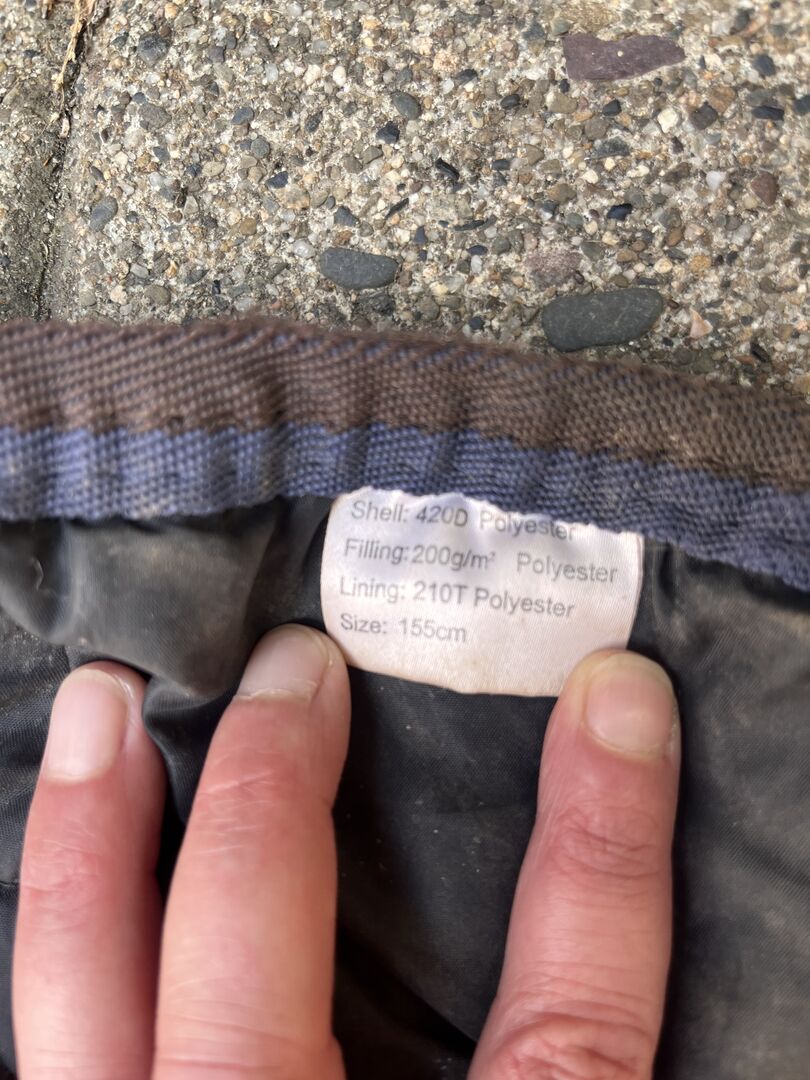 Shell: 420D Polyester
Filling:200g/m² Polyester
Lining: 210T Polyester
Size: 155cm